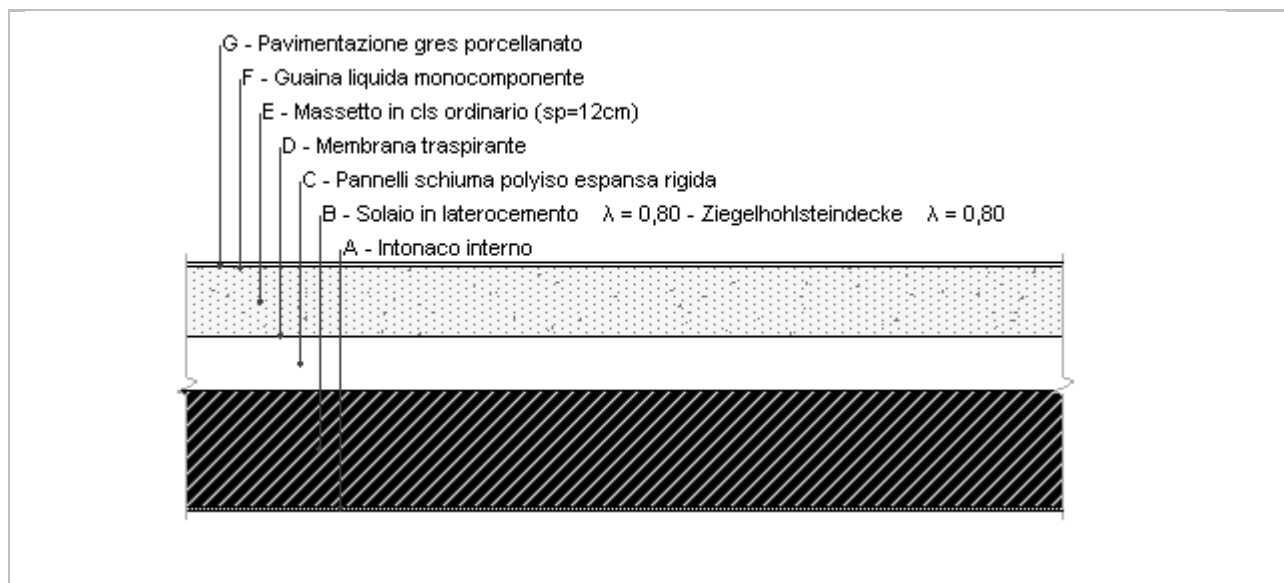 G - Pavimentazione gres porcellanato
F - Guaina liquida monocomponente
E - Massetto in cls ordinario (sp=12cm)
D - Membrana traspirante
C - Pannelli schiuma polyiso espansa rigida
B - Solaio in laterocemento λ = 0,80 - Ziegelhohlsteindecke λ = 0,80
A - Intonaco interno